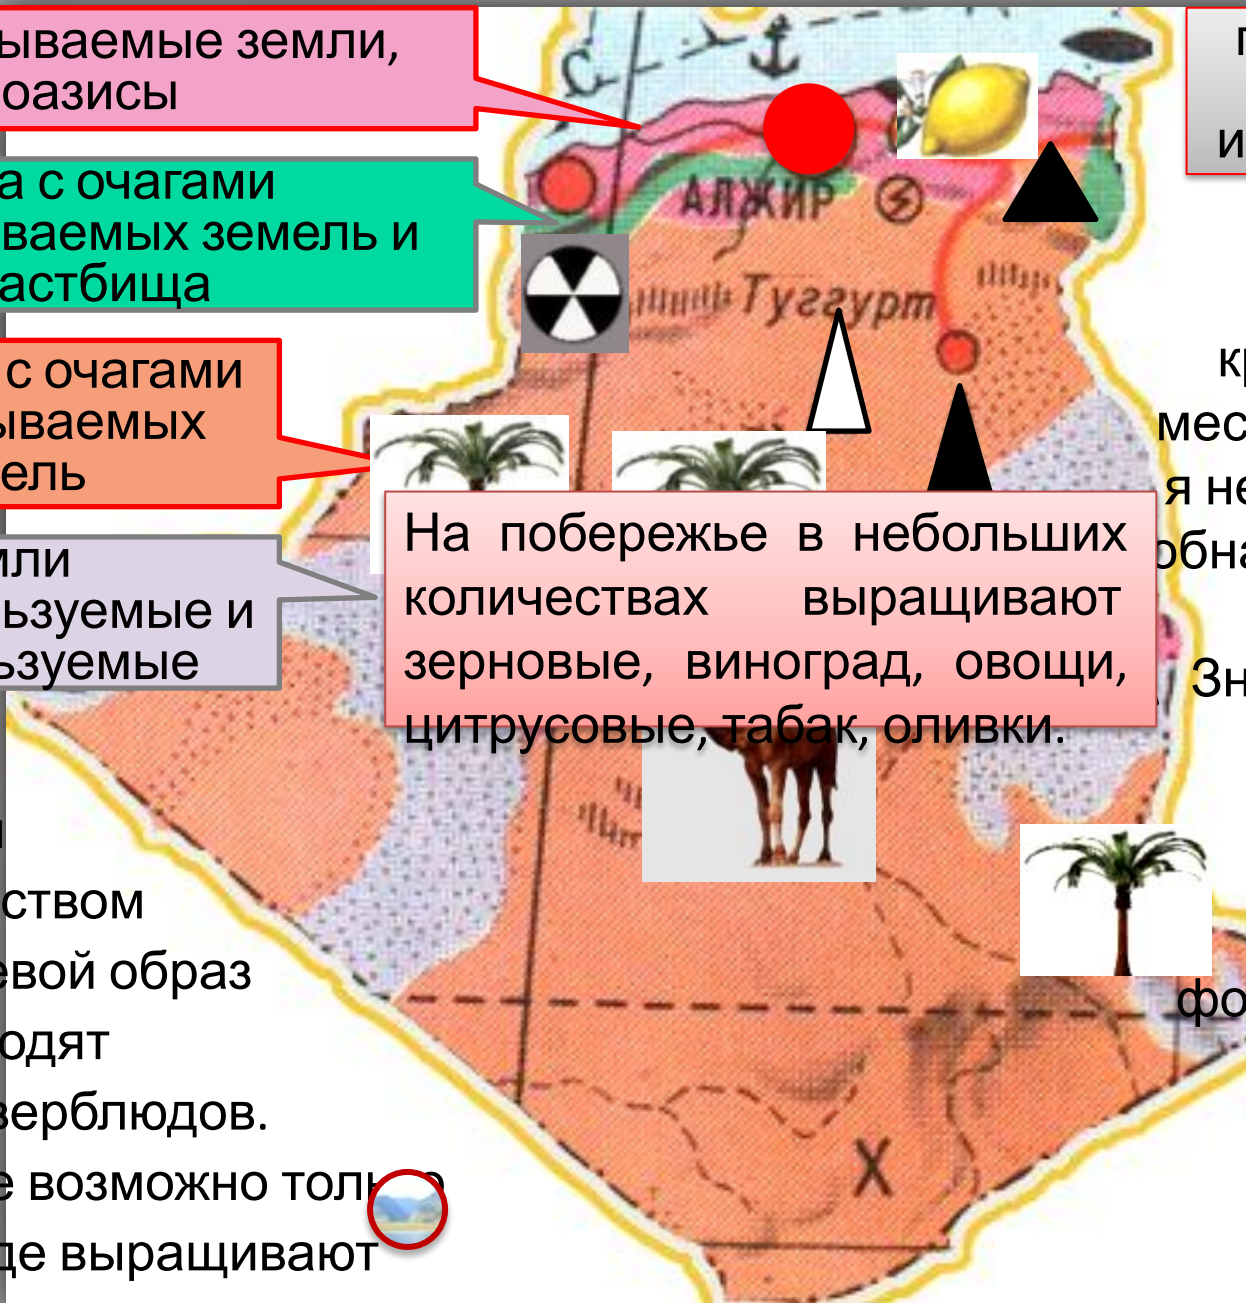 ываемые земли,
оазисы
а с очагами
ваемых земель и
астбища
с очагами
ываемых
ель
мли
ьзуемые и
ьзуемые
АЛЖИР
Туггурт
На побережье в небольших
количествах выращивают
зерновые, виноград, овощи,
цитрусовые, табак, оливки.
ством
евой образ
одят
верблюдов.
е возможно только
де выращивают
Х
п
и
кр
мес
я не
обна
Зн
фо